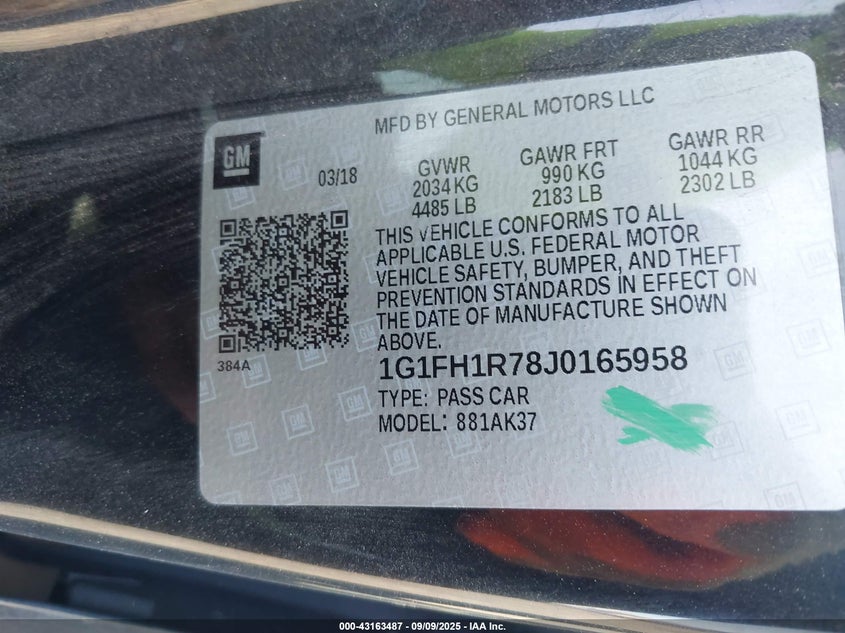 MFD BY GENERAL MOTORS LLC
GM
03/18
GVWR
2034 KG
4485 LB
GAWR FRT
990 KG
2183 LB
GAWR RR
1044 KG
2302 LB
THIS VEHICLE CONFORMS TO ALL
APPLICABLE U.S. FEDERAL MOTOR
VEHICLE SAFETY, BUMPER, AND THEFT
PREVENTION STANDARDS IN EFFECT ON
THE DATE OF MANUFACTURE SHOWN
ABOVE.
384A
1G1FH1R78J0165958
TYPE: PASS CAR
MODEL: 881AK37
000-43163487 - 09/09/2025 - IAA Inc.